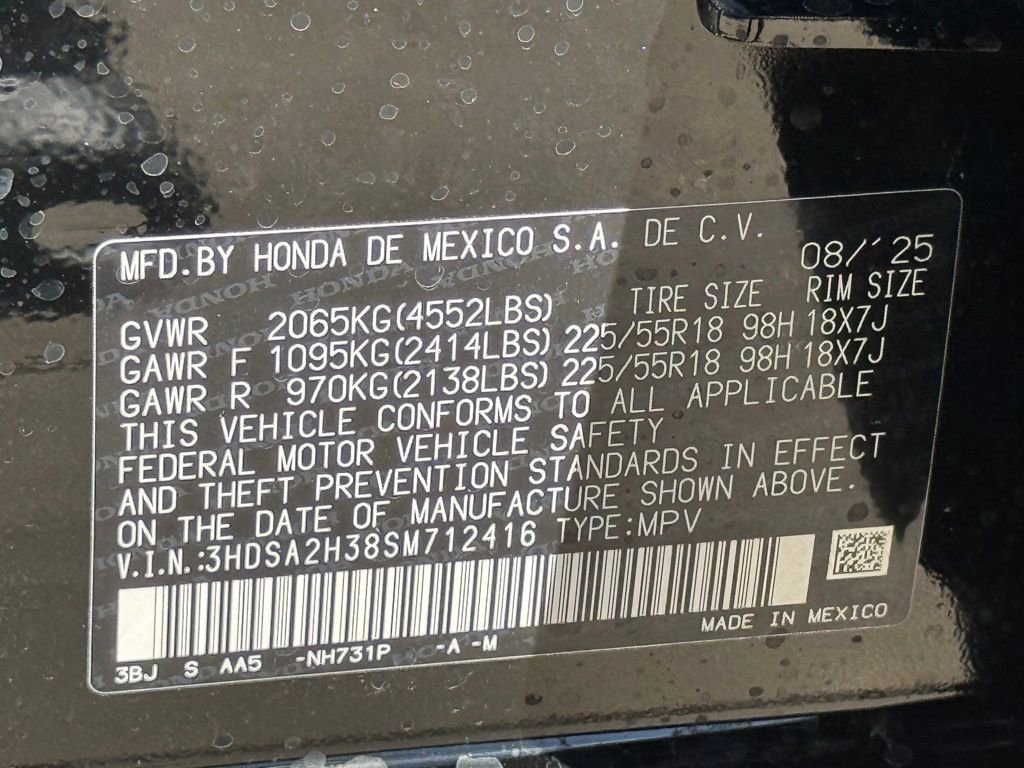 MFD.BY HONDA DE MEXICO S.A. DE C.V.
08/´25
TIRE SIZE RIM SIZE
GVWR 2065KG(4552LBS)
GAWR F 1095KG(2414LBS) 225/55R18 98H 18X7J
GAWR R 970KG(2138LBS) 225/55R18 98H 18X7J
THIS VEHICLE CONFORMS TO ALL APPLICABLE
FEDERAL MOTOR VEHICLE SAFETY
AND THEFT PREVENTION STANDARDS IN EFFECT
ON THE DATE OF MANUFACTURE SHOWN ABOVE.
V.I.N.:3HDSA2H38SM712416 TYPE:MPV
MADE IN MEXICO
3BJ S AA5 -NH731P -A -M